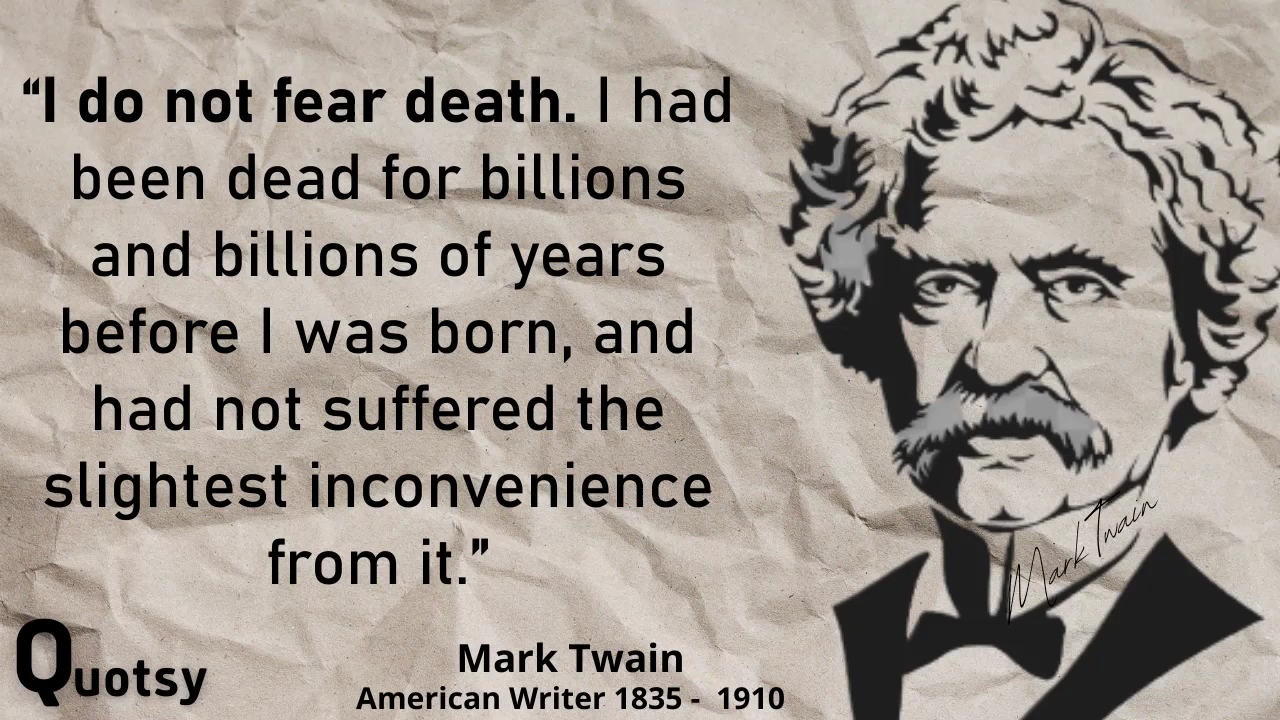 “I do not fear death. I had
been dead for billions
and billions of years
before I was born, and
had not suffered the
slightest inconvenience
from it.”
Mark Twain
Quotsy
Mark Twain
American Writer 1835 -  1910